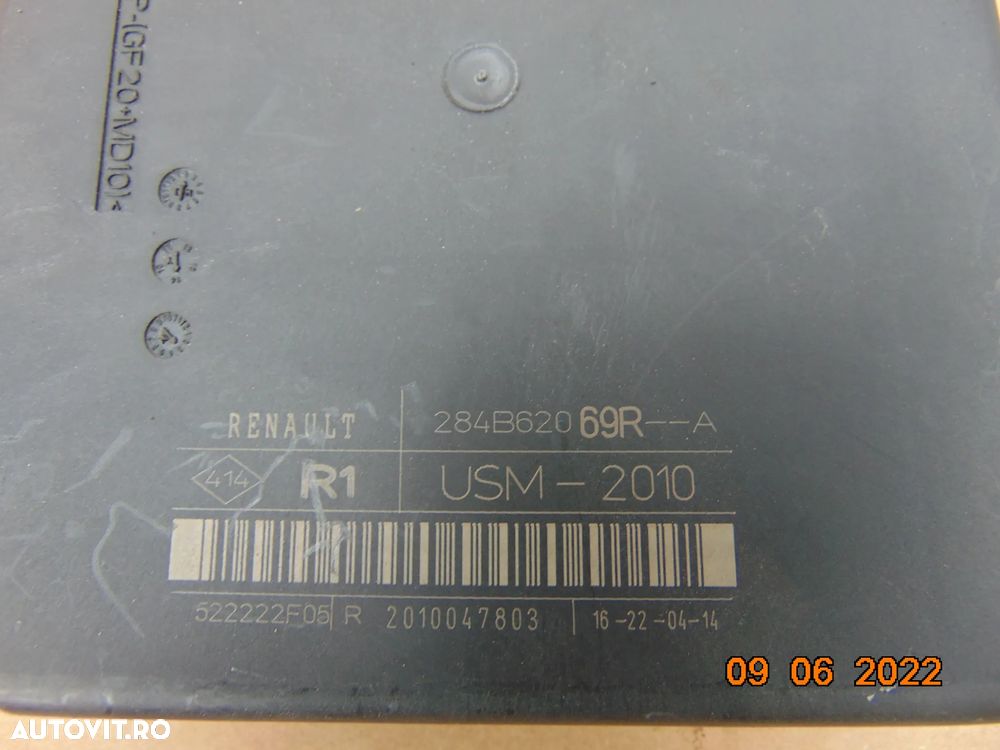 P-(GF20+MD10)<
RENAULT 284B62069R--A
414 R1 USM-2010
522222F05 R 2010047803 16-22-04-14
09 06 2022
AUTOVIT.RO